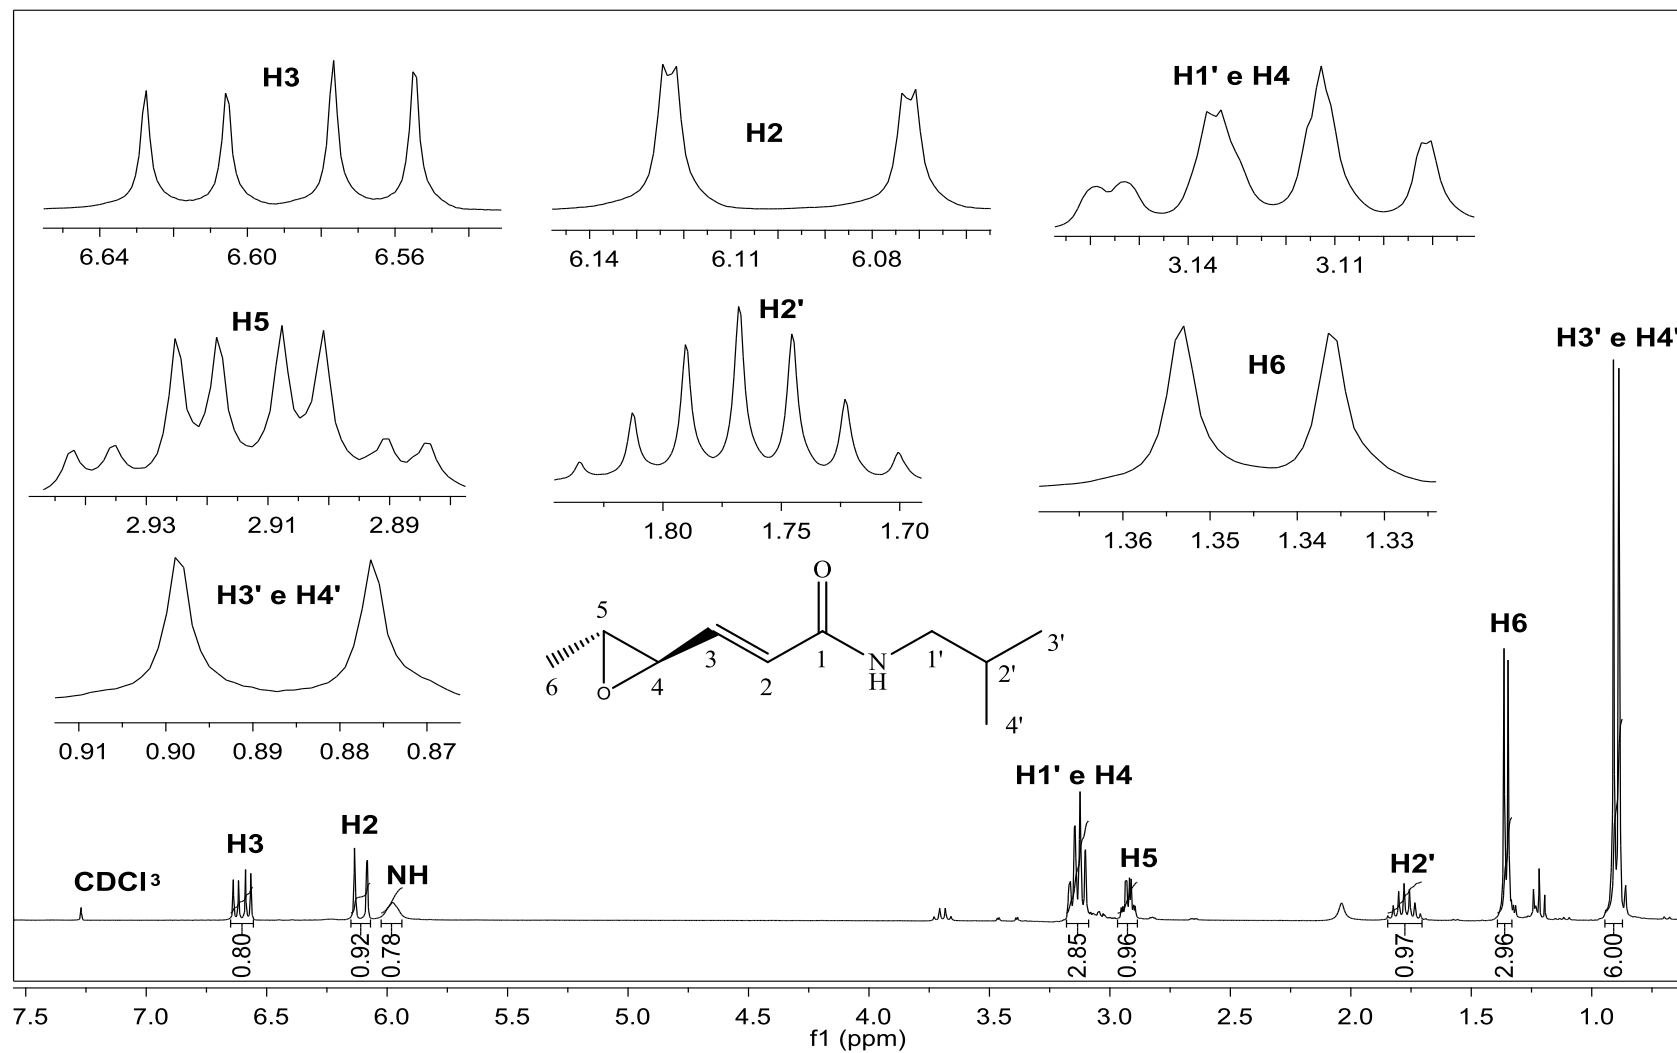 H3
H2
H1' e H4
6.64 6.60 6.56
6.14 6.11 6.08
3.14 3.11
H5
H2'
H6
H3' e H4'
2.93 2.91 2.89
1.80 1.75 1.70
1.36 1.35 1.34 1.33
H3' e H4'
0.91 0.90 0.89 0.88 0.87
O
5
3'
6
O
4
3
2
1
N
H
1'
2'
4'
H6
H1' e H4
CDCl3
H3
H2
NH
H5
H2'
0.80
0.92
0.78
2.85
0.96
0.97
2.96
6.00
7.5 7.0 6.5 6.0 5.5 5.0 4.5 4.0 3.5 3.0 2.5 2.0 1.5 1.0
f1 (ppm)